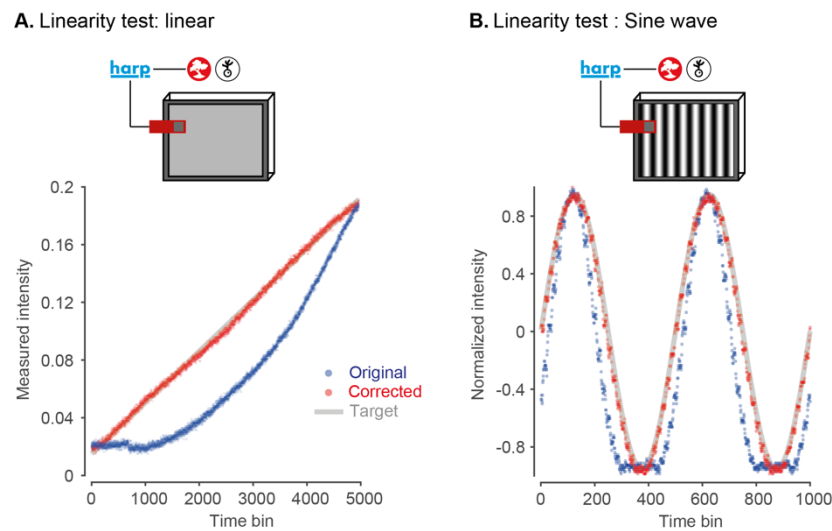 A. Linearity test: linear
harp
0.2
0.16
0.12
0.08
0.04
0
Measured intensity
0
1000
2000
3000
4000
5000
Time bin
Original
Corrected
Target
B. Linearity test : Sine wave
harp
0.8
0.4
0
-0.4
-0.8
Normalized intensity
0
200
400
600
800
1000
Time bin